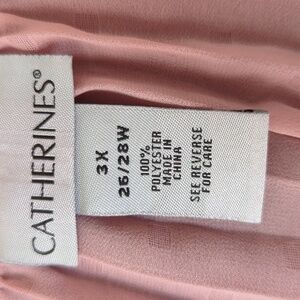 CATHERINES®
3X
26/28W
100%
POLYESTER
MADE IN
CHINA
SEE REVERSE
FOR CARE